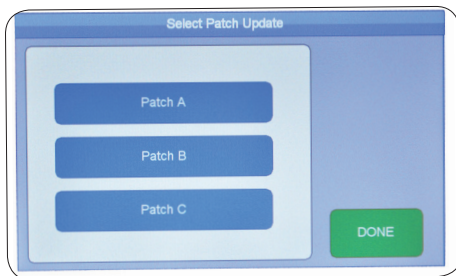 Select Patch Update
Patch A
Patch B
Patch C
DONE